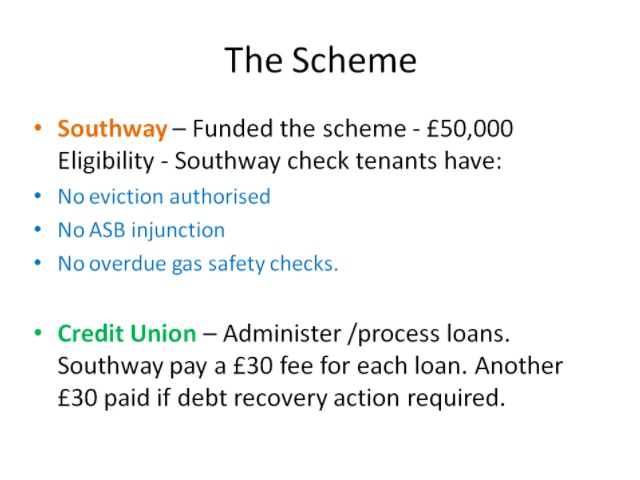 The Scheme
• Southway – Funded the scheme - £50,000
Eligibility - Southway check tenants have:
• No eviction authorised
• No ASB injunction
• No overdue gas safety checks.
• Credit Union – Administer /process loans.
Southway pay a £30 fee for each loan. Another
£30 paid if debt recovery action required.